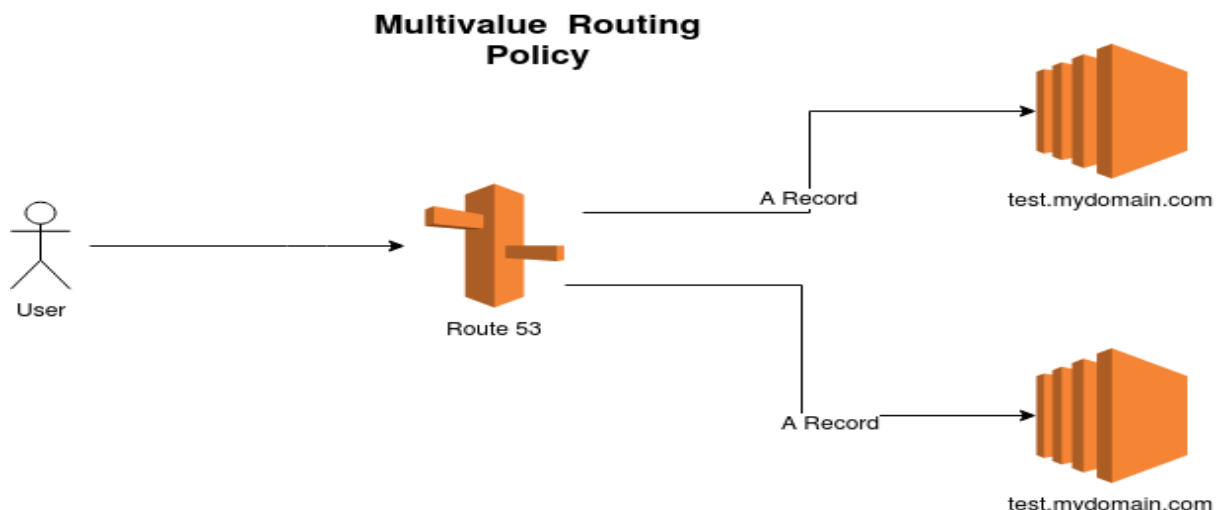 Multivalue Routing
Policy
A Record
test.mydomain.com
User
Route 53
A Record
test.mydomain.com